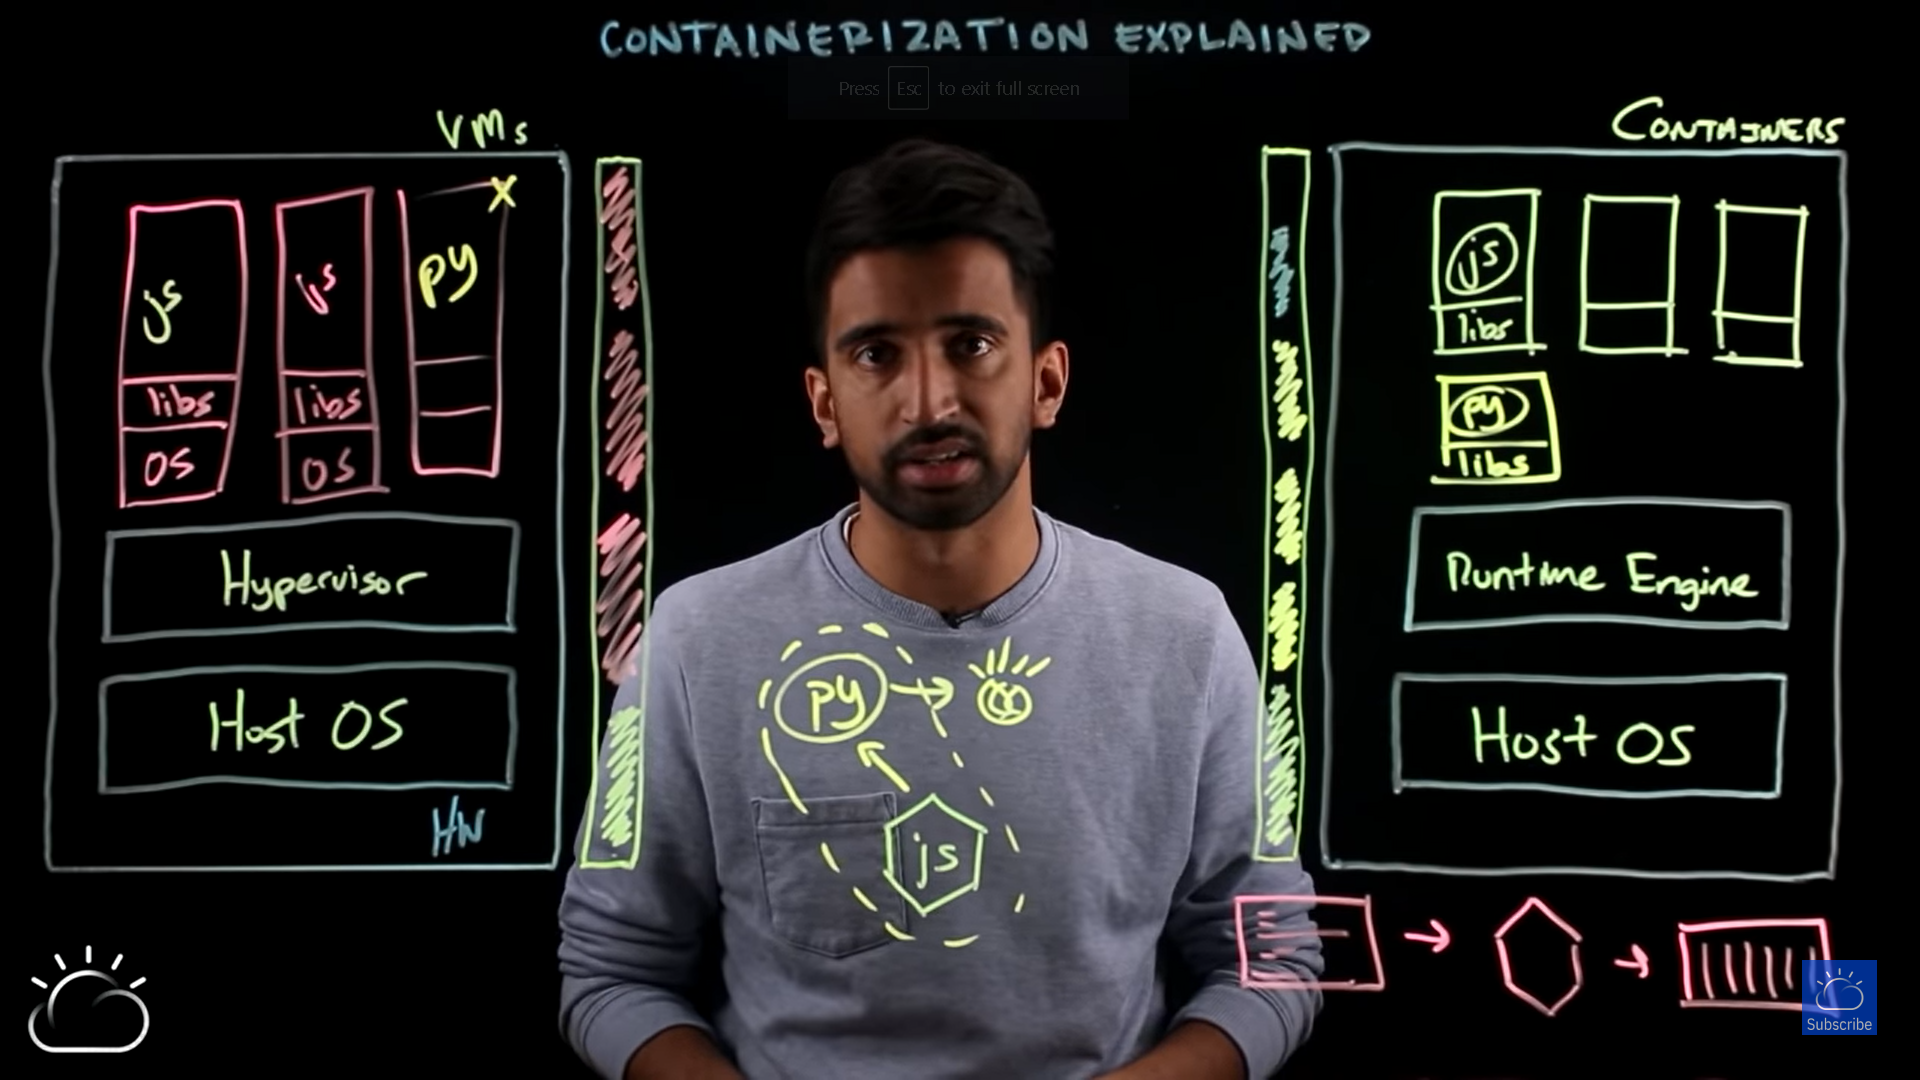 CONTAINERIZATION EXPLAINED
Press Esc to exit full screen
VMs
js
libs
OS
js
libs
OS
x
py
Hypervisor
Host OS
HW
py
js
CONTAINERS
js
libs
py
libs
Runtime Engine
Host OS
Subscribe